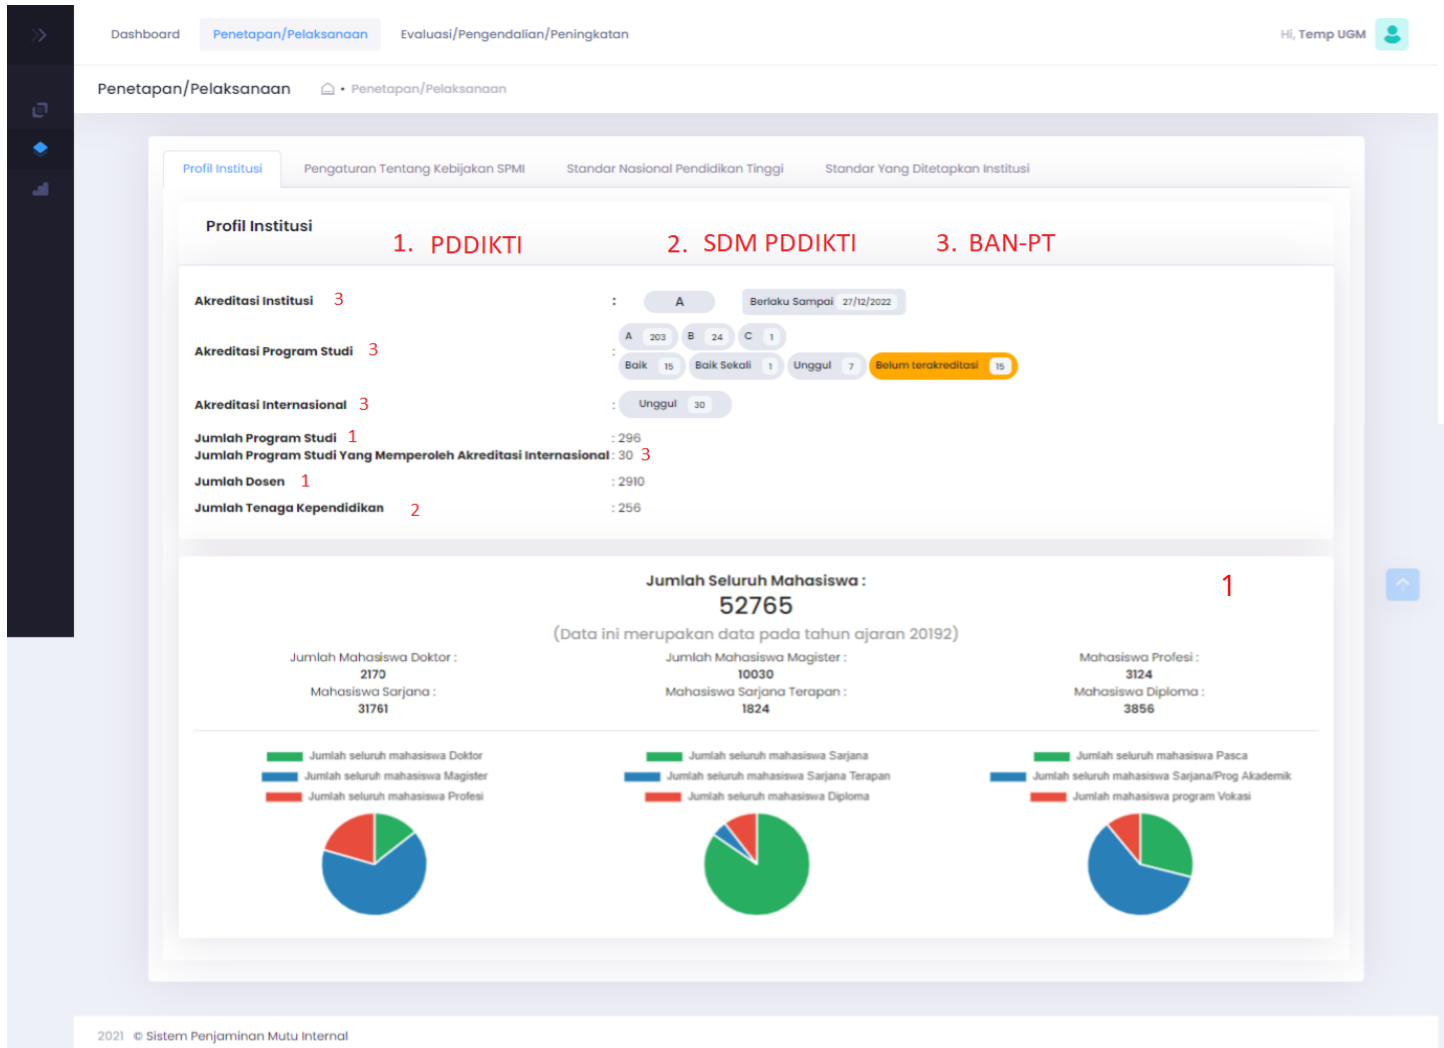 Dashboard Penetapan/Pelaksanaan Evaluasi/Pengendalian/Peningkatan Hi, Temp UGM
Penetapan/Pelaksanaan • Penetapan/Pelaksanaan
Profil Institusi Pengaturan Tentang Kebijakan SPMI Standar Nasional Pendidikan Tinggi Standar Yang Ditetapkan Institusi
Profil Institusi
1. PDDIKTI 2. SDM PDDIKTI 3. BAN-PT
Akreditasi Institusi 3 : A Berlaku Sampai 27/12/2022
A 203 B 24 C 1
Akreditasi Program Studi 3 :
Baik 15 Baik Sekali 1 Unggul 7 Belum terakreditasi 15
Akreditasi Internasional 3 : Unggul 30
Jumlah Program Studi 1 : 296
Jumlah Program Studi Yang Memperoleh Akreditasi Internasional : 30 3
Jumlah Dosen 1 : 2910
Jumlah Tenaga Kependidikan 2 : 256
Jumlah Seluruh Mahasiswa : 1
52765
(Data ini merupakan data pada tahun ajaran 20192)
Jumlah Mahasiswa Doktor : Jumlah Mahasiswa Magister : Mahasiswa Profesi :
2170 10030 3124
Mahasiswa Sarjana : Mahasiswa Sarjana Terapan : Mahasiswa Diploma :
31761 1824 3856
Jumlah seluruh mahasiswa Doktor Jumlah seluruh mahasiswa Sarjana Jumlah seluruh mahasiswa Pasca
Jumlah seluruh mahasiswa Magister Jumlah seluruh mahasiswa Sarjana Terapan Jumlah seluruh mahasiswa Sarjana/Prog Akademik
Jumlah seluruh mahasiswa Profesi Jumlah seluruh mahasiswa Diploma Jumlah mahasiswa program Vokasi
2021 © Sistem Penjaminan Mutu Internal